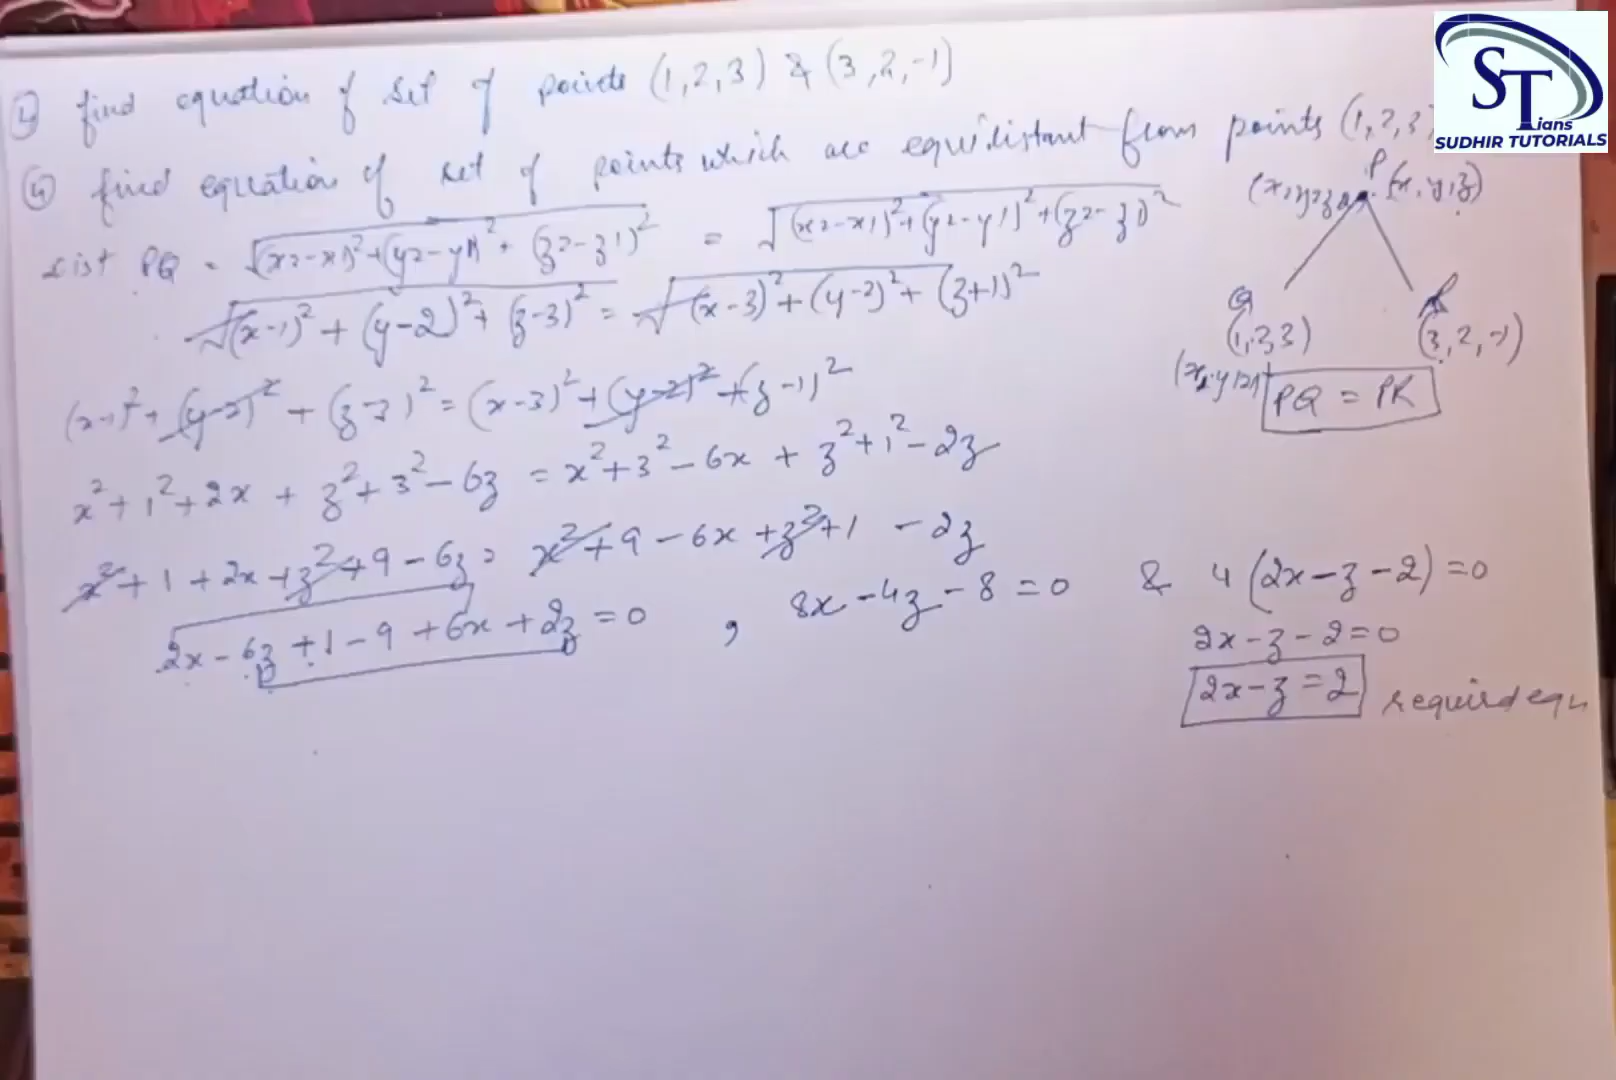 ④ find equation of set of points (1,2,3) & (3,2,-1)
④ find equation of set of points which are equidistant from points (1,2,3
ST
ians
SUDHIR TUTORIALS
P (x,y,z)
dist PQ = √(x2-x1)²+(y2-y1)²+(z2-z1)² = √(x2-x1)²+(y2-y1)²+(z2-z1)²
√(x-1)²+(y-2)²+(z-3)² = √(x-3)²+(y-2)²+(z+1)²
Q R
(1,2,3) (3,2,-1)
PQ = PR
(x-1)²+(y-2)²+(z-3)² = (x-3)²+(y-2)²+(z-1)²
x²+1²+2x + z²+3²-6z = x²+3²-6x + z²+1²-2z
x²+1+2x+z²+9-6z = x²+9-6x+z²+1 -2z
2x-6z+1-9+6x+2z=0 , 8x-4z-8=0 & 4(2x-z-2)=0
2x-z-2=0
2x-z=2 required equ